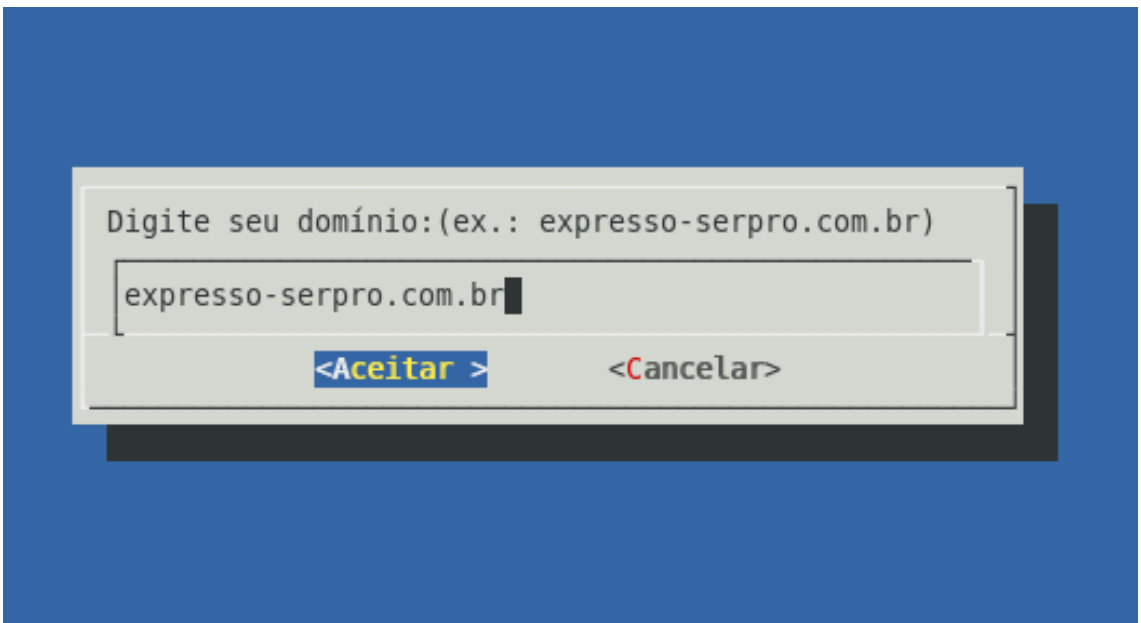 Digite seu domínio:(ex.: expresso-serpro.com.br)
expresso-serpro.com.br
<Aceitar > <Cancelar>